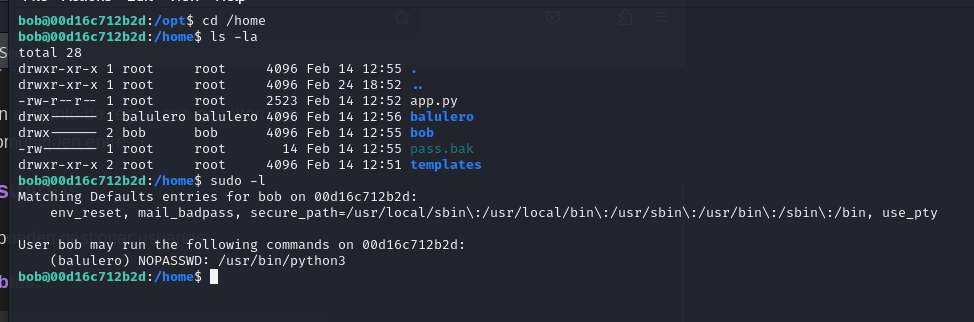 bob@00d16c712b2d:/opt$ cd /home
bob@00d16c712b2d:/home$ ls -la
total 28
drwxr-xr-x 1 root     root     4096 Feb 14 12:55 .
drwxr-xr-x 1 root     root     4096 Feb 24 18:52 ..
-rw-r--r-- 1 root     root     2523 Feb 14 12:52 app.py
drwx------ 1 balulero balulero 4096 Feb 14 12:56 balulero
drwx------ 2 bob      bob      4096 Feb 14 12:55 bob
-rw------- 1 root     root       14 Feb 14 12:55 pass.bak
drwxr-xr-x 2 root     root     4096 Feb 14 12:51 templates
bob@00d16c712b2d:/home$ sudo -l
Matching Defaults entries for bob on 00d16c712b2d:
    env_reset, mail_badpass, secure_path=/usr/local/sbin\:/usr/local/bin\:/usr/sbin\:/usr/bin\:/sbin\:/bin, use_pty

User bob may run the following commands on 00d16c712b2d:
    (balulero) NOPASSWD: /usr/bin/python3
bob@00d16c712b2d:/home$